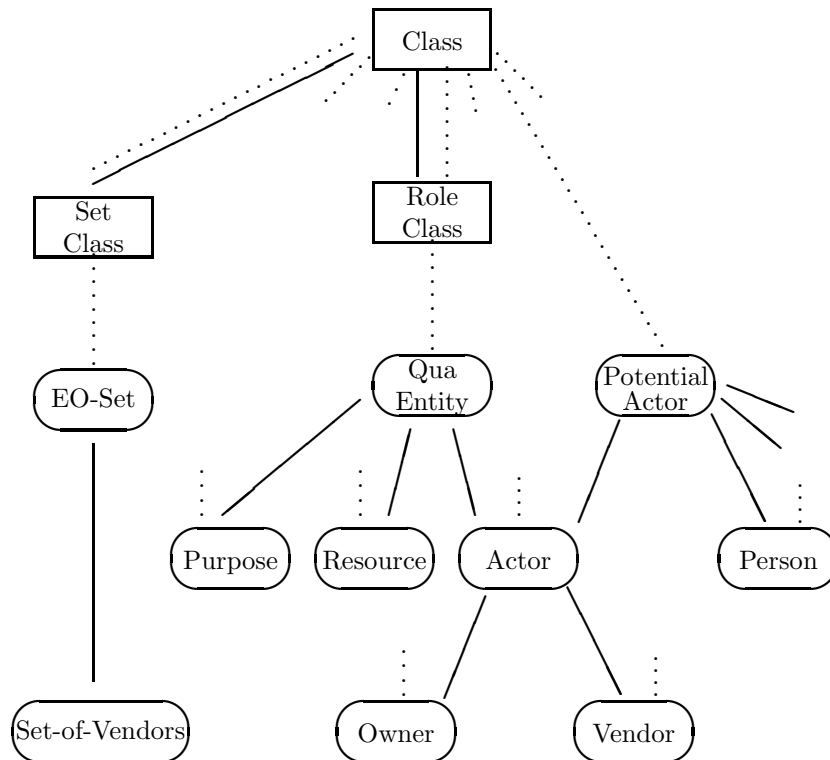 Class
Set
Class
Role
Class
EO-Set
Qua
Entity
Potential
Actor
Purpose
Resource
Actor
Person
Set-of-Vendors
Owner
Vendor